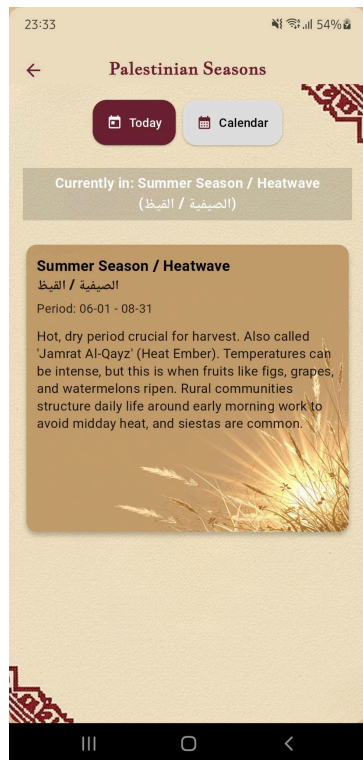 23:33 54%
Palestinian Seasons
Today Calendar
Currently in: Summer Season / Heatwave
(الصيفية / القيظ)
Summer Season / Heatwave
الصيفية / القيظ
Period: 06-01 - 08-31
Hot, dry period crucial for harvest. Also called
'Jamrat Al-Qayz' (Heat Ember). Temperatures can
be intense, but this is when fruits like figs, grapes,
and watermelons ripen. Rural communities
structure daily life around early morning work to
avoid midday heat, and siestas are common.